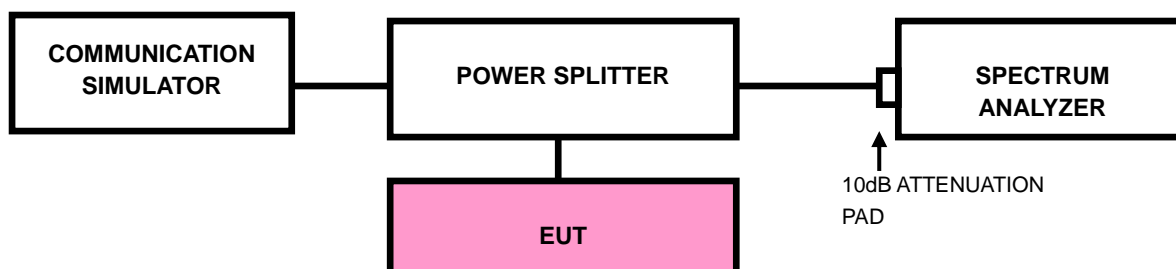 COMMUNICATION
SIMULATOR
POWER SPLITTER
SPECTRUM
ANALYZER
10dB ATTENUATION
PAD
EUT